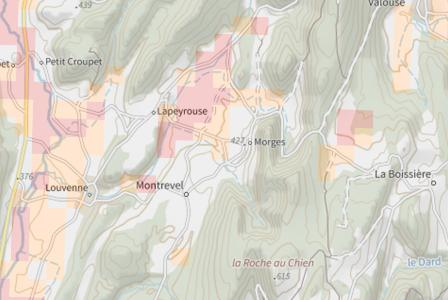 439
Valouse
Petit Croupet
Lapeyrouse
427
Morges
376
Louvenne
Montrevel
La Boissière
la Roche au Chien
le Dard
615